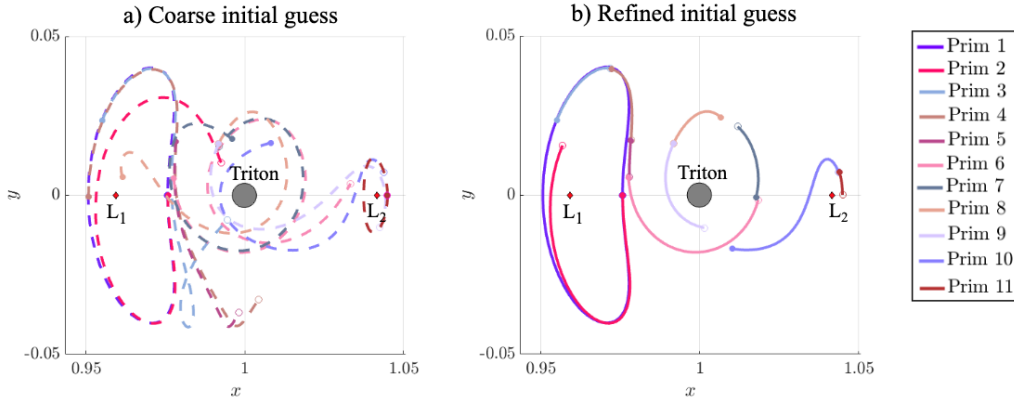 a) Coarse initial guess
0.05
y
0
-0.05
0.95
1
1.05
x
Triton
L1
L2
b) Refined initial guess
0.05
y
0
-0.05
0.95
1
1.05
x
Triton
L1
L2
Prim 1
Prim 2
Prim 3
Prim 4
Prim 5
Prim 6
Prim 7
Prim 8
Prim 9
Prim 10
Prim 11